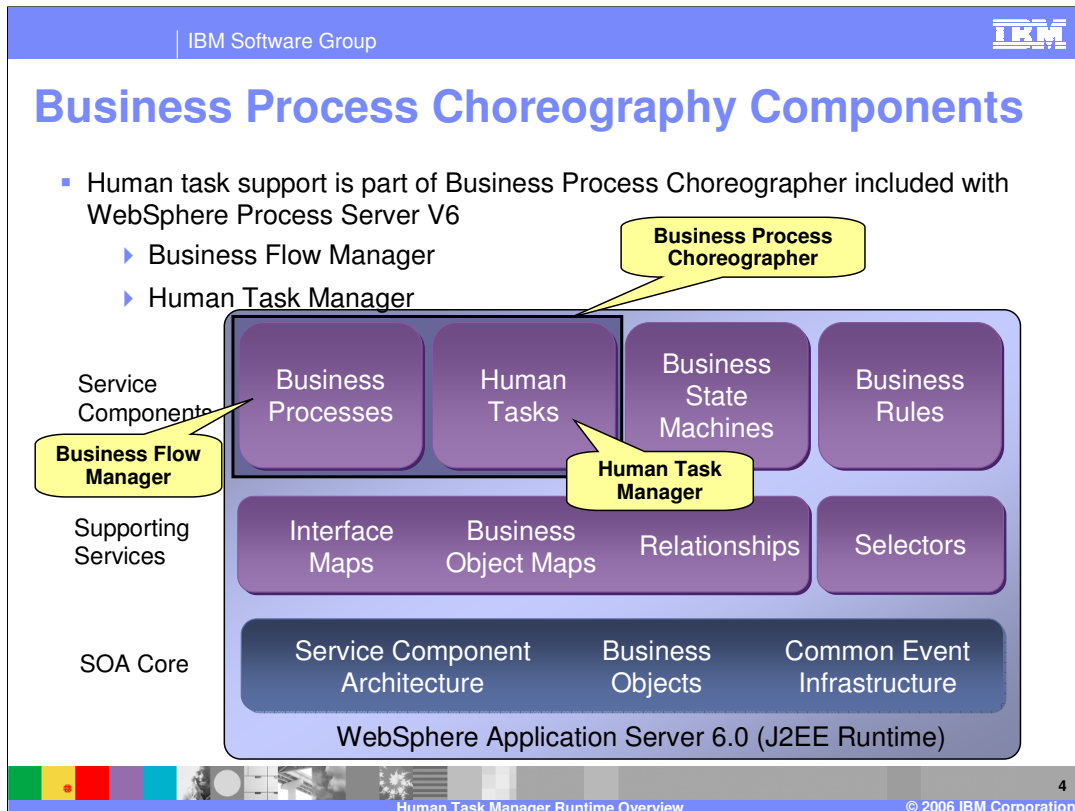 IBM Software Group
IBM
Business Process Choreography Components
Human task support is part of Business Process Choreographer included with
WebSphere Process Server V6
Business Flow Manager
Human Task Manager
Business Process
Choreographer
Service
Components
Business
Processes
Human
Tasks
Business
State
Machines
Business
Rules
Business Flow
Manager
Human Task
Manager
Supporting
Services
Interface
Maps
Business
Object Maps
Relationships
Selectors
SOA Core
Service Component
Architecture
Business
Objects
Common Event
Infrastructure
WebSphere Application Server 6.0 (J2EE Runtime)
4
Human Task Manager Runtime Overview
© 2006 IBM Corporation